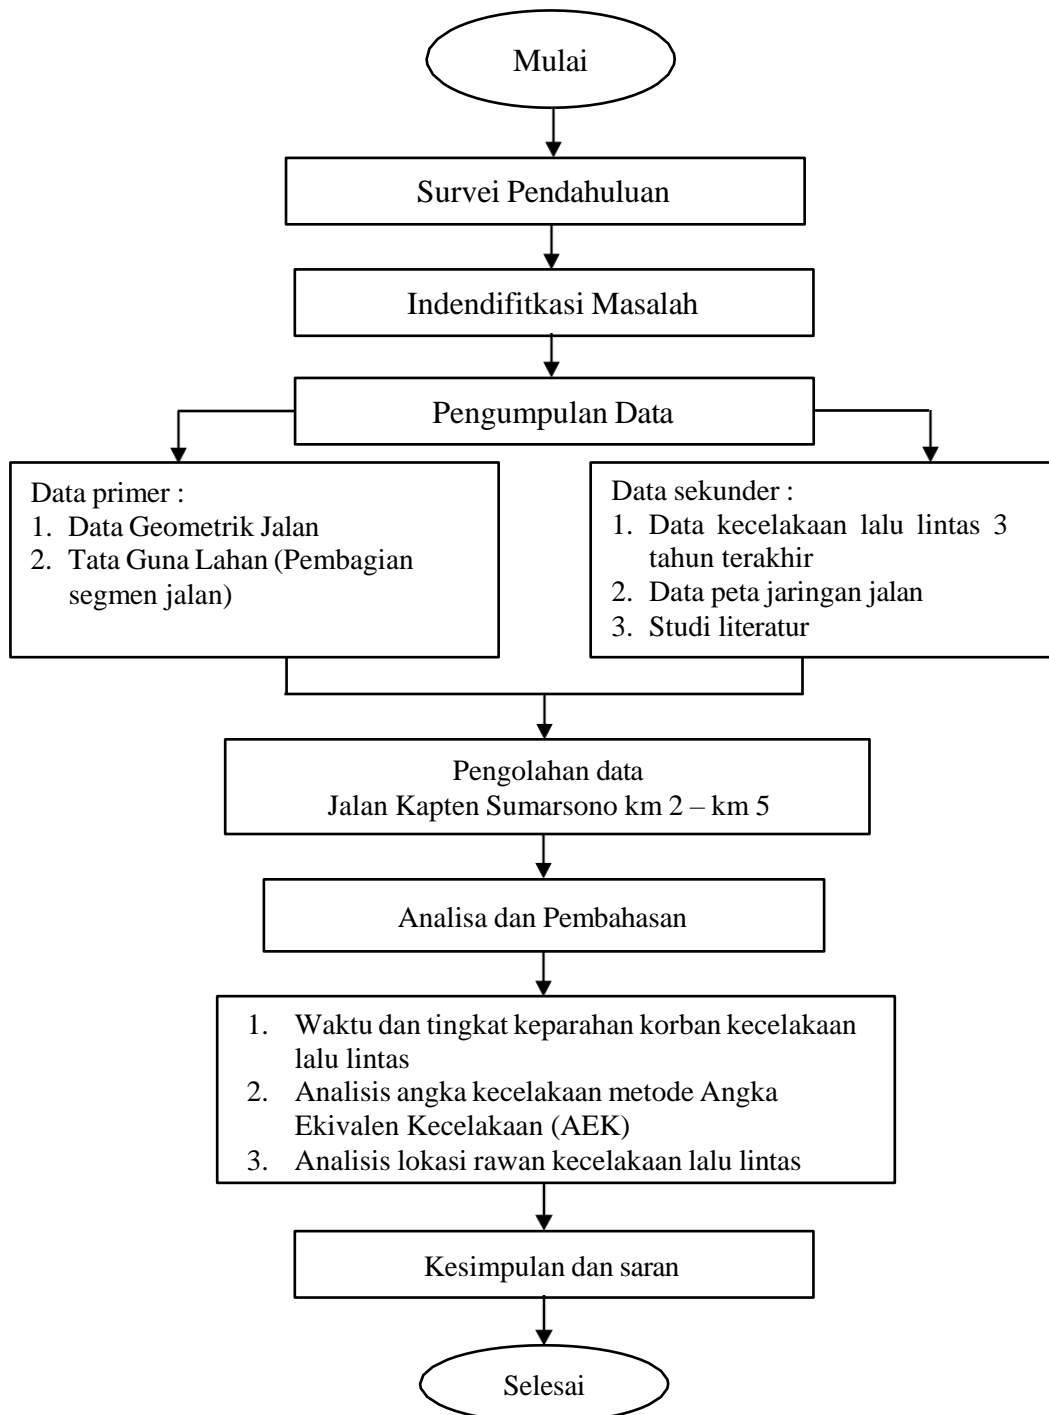 Mulai
Survei Pendahuluan
Indendifitkasi Masalah
Pengumpulan Data
Data primer :
1. Data Geometrik Jalan
2. Tata Guna Lahan (Pembagian
segmen jalan)
Data sekunder :
1. Data kecelakaan lalu lintas 3
tahun terakhir
2. Data peta jaringan jalan
3. Studi literatur
Pengolahan data
Jalan Kapten Sumarsono km 2 – km 5
Analisa dan Pembahasan
1. Waktu dan tingkat keparahan korban kecelakaan
lalu lintas
2. Analisis angka kecelakaan metode Angka
Ekivalen Kecelakaan (AEK)
3. Analisis lokasi rawan kecelakaan lalu lintas
Kesimpulan dan saran
Selesai